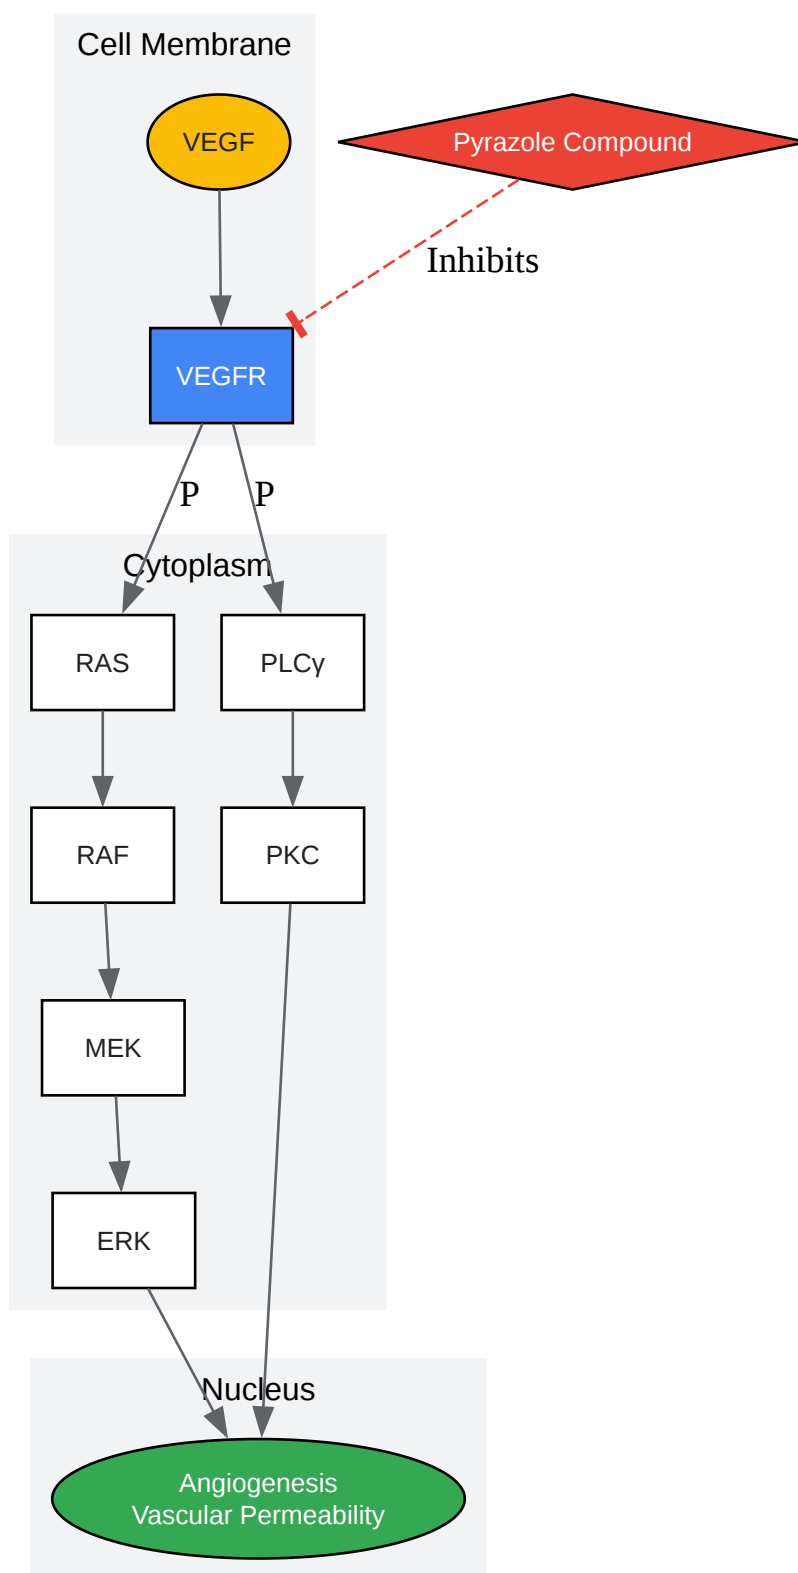 Cell Membrane
VEGF
Pyrazole Compound
Inhibits
VEGFR
P
P
Cytoplasm
RAS
PLCγ
RAF
PKC
MEK
ERK
Nucleus
Angiogenesis
Vascular Permeability